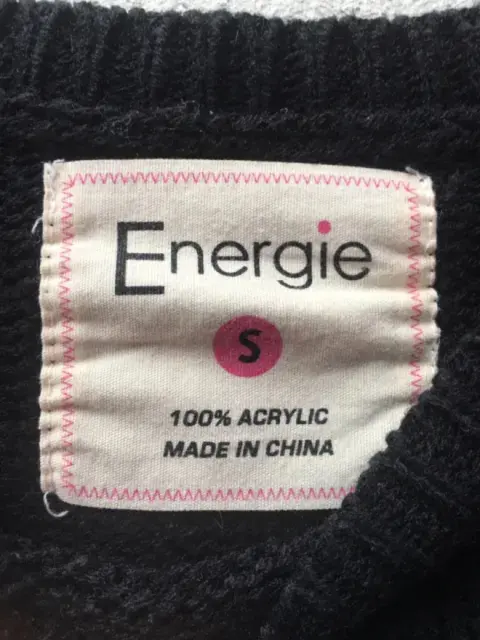 Energie
S
100% ACRYLIC
MADE IN CHINA